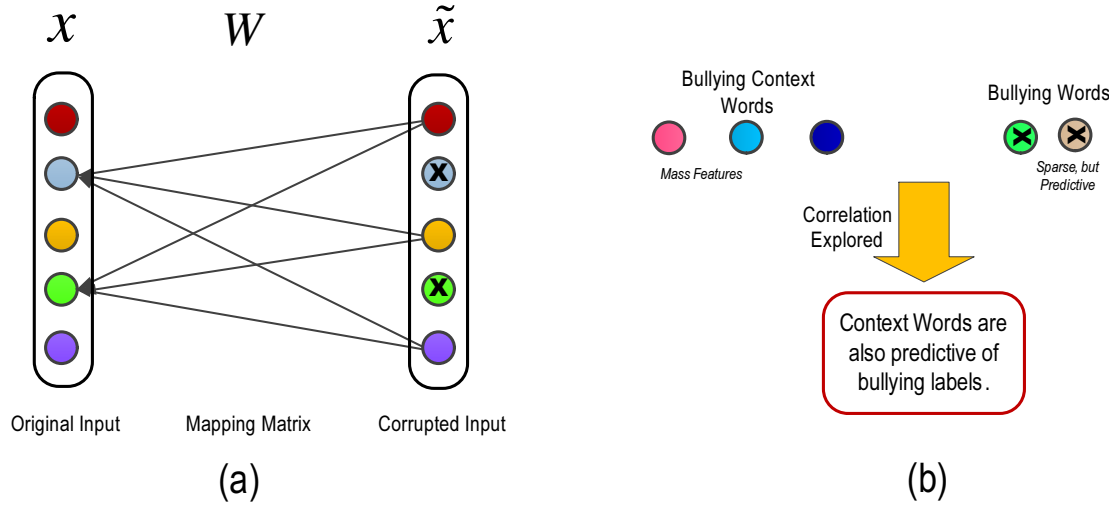 x W x̃
x
x
Original Input Mapping Matrix Corrupted Input
(a)
Bullying Context
Words
Mass Features
Bullying Words
x x
Sparse, but
Predictive
Correlation
Explored
Context Words are
also predictive of
bullying labels.
(b)